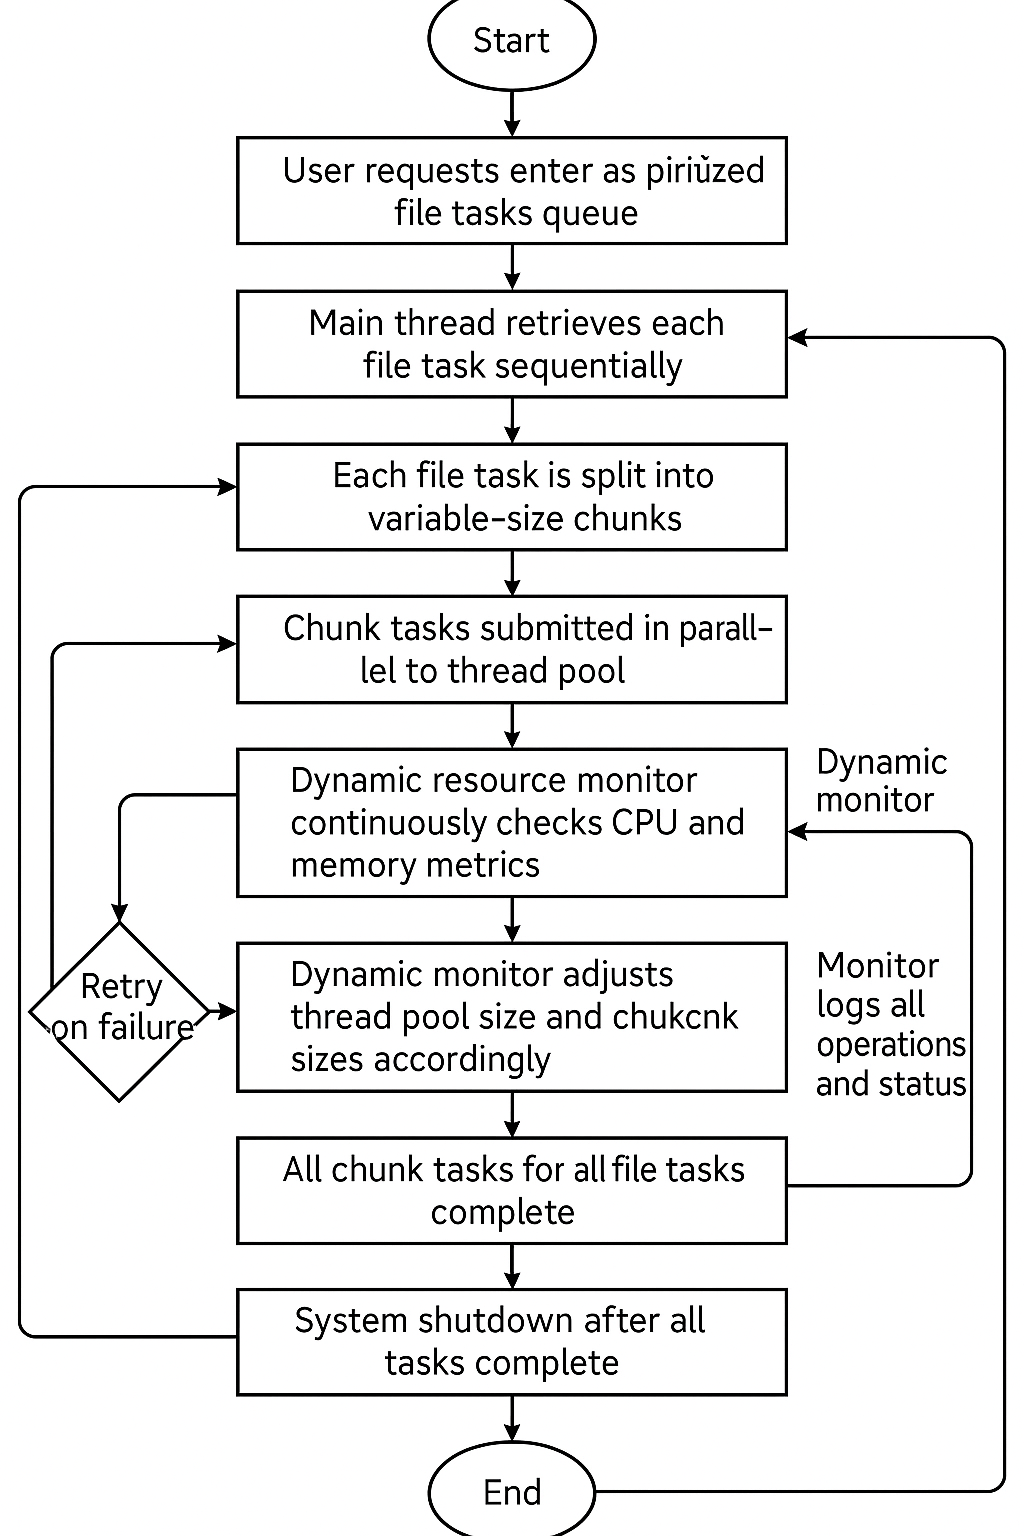 Start
User requests enter as piriǔzed
file tasks queue
Main thread retrieves each
file task sequentially
Each file task is split into
variable-size chunks
Chunk tasks submitted in parall-
lel to thread pool
Dynamic resource monitor
continuously checks CPU and
memory metrics
Dynamic
monitor
Retry
on failure
Dynamic monitor adjusts
thread pool size and chukcnk
sizes accordingly
Monitor
logs all
operations
and status
All chunk tasks for all file tasks
complete
System shutdown after all
tasks complete
End